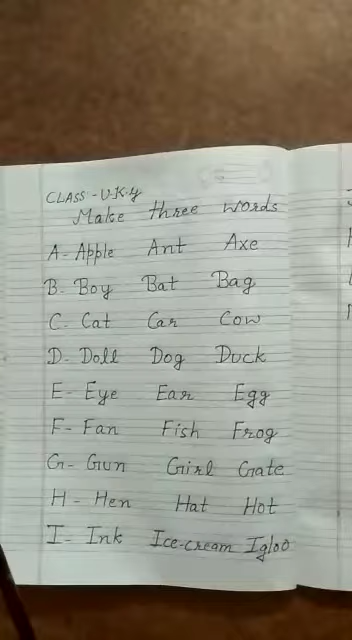 CLASS:- U.K.y
Make three words
A- Apple Ant Axe
B- Boy Bat Bag
C- Cat Car Cow
D- Doll Dog Duck
E- Eye Ear Egg
F- Fan Fish Frog
G- Gun Girl Gate
H- Hen Hat Hot
I- Ink Ice-cream Igloo